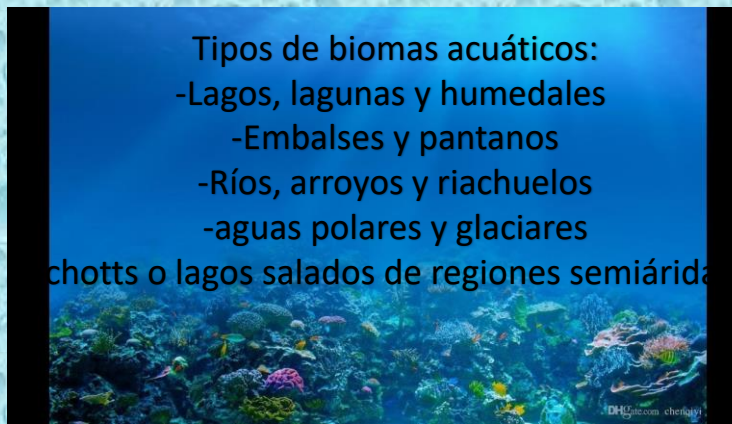 Tipos de biomas acuáticos:
-Lagos, lagunas y humedales
-Embalses y pantanos
-Ríos, arroyos y riachuelos
-aguas polares y glaciares
chotts o lagos salados de regiones semiárida
DHgate.com chenqiyi